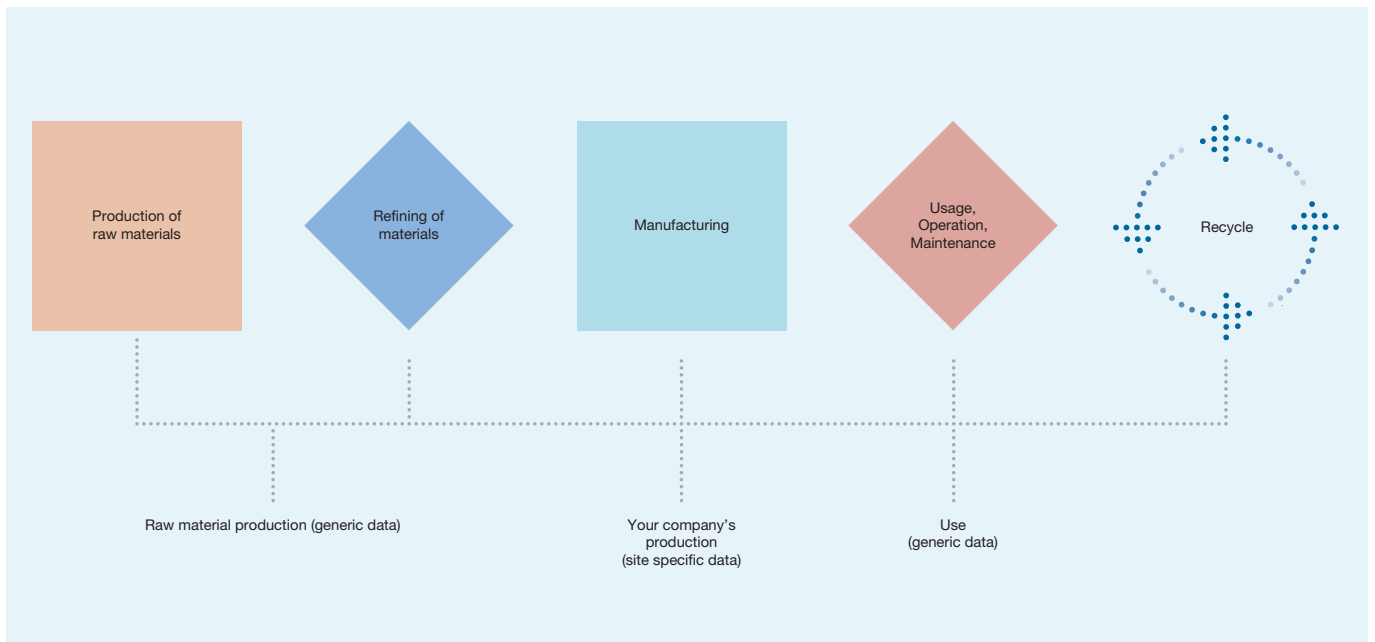 Production of
raw materials
Refining of
materials
Manufacturing
Usage,
Operation,
Maintenance
Recycle
Raw material production (generic data)
Your company’s
production
(site specific data)
Use
(generic data)